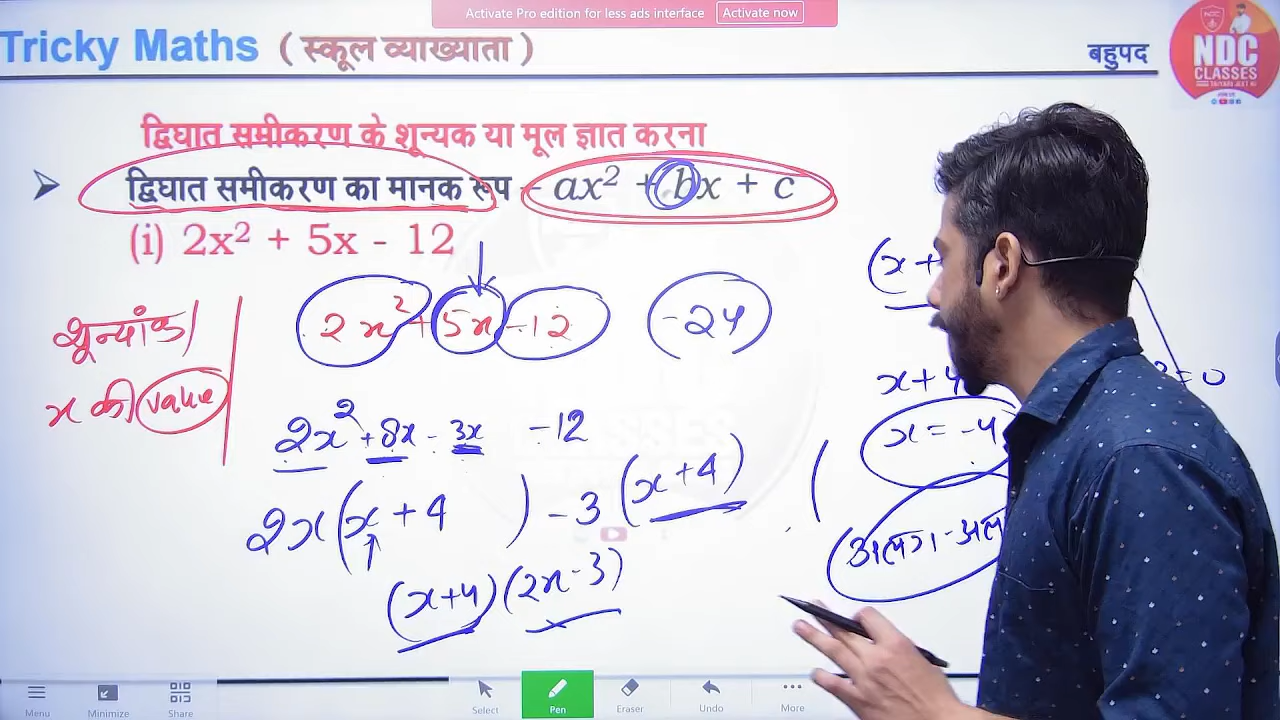 Activate Pro edition for less ads interface Activate now
Tricky Maths ( स्कूल व्याख्याता )
बहुपद
NDC
CLASSES
द्विघात समीकरण के शून्यक या मूल ज्ञात करना
➤ द्विघात समीकरण का मानक रूप - ax² + bx + c
(i) 2x² + 5x - 12
शून्यांक/
x की value
2x² + 5x - 12
(-24)
2x² + 8x - 3x - 12
2x (x + 4 ) - 3 (x + 4)
(x+4) (2x-3)
(x+
x+4
= 0
x = -4
Menu
Minimize
Share
Select
Pen
Eraser
Undo
More